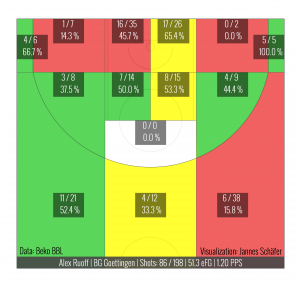 1 / 7 16 / 35 17 / 26 0 / 2
14.3% 45.7% 65.4% 0.0%
4 / 6 5 / 5
66.7% 100.0%
3 / 8 7 / 14 8 / 15 4 / 9
37.5% 50.0% 53.3% 44.4%
0 / 0
0.0%
11 / 21 4 / 12 6 / 38
52.4% 33.3% 15.8%
Data: Beko BBL Visualization: Jannes Schäfer
Alex Ruoff | BG Goettingen | Shots: 86 / 198 | 51.3 eFG | 1.20 PPS